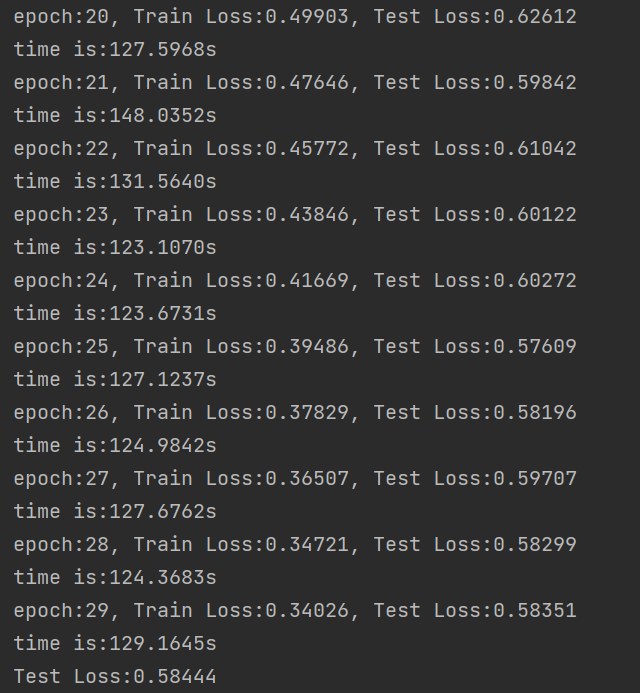 epoch:20, Train Loss:0.49903, Test Loss:0.62612
time is:127.5968s
epoch:21, Train Loss:0.47646, Test Loss:0.59842
time is:148.0352s
epoch:22, Train Loss:0.45772, Test Loss:0.61042
time is:131.5640s
epoch:23, Train Loss:0.43846, Test Loss:0.60122
time is:123.1070s
epoch:24, Train Loss:0.41669, Test Loss:0.60272
time is:123.6731s
epoch:25, Train Loss:0.39486, Test Loss:0.57609
time is:127.1237s
epoch:26, Train Loss:0.37829, Test Loss:0.58196
time is:124.9842s
epoch:27, Train Loss:0.36507, Test Loss:0.59707
time is:127.6762s
epoch:28, Train Loss:0.34721, Test Loss:0.58299
time is:124.3683s
epoch:29, Train Loss:0.34026, Test Loss:0.58351
time is:129.1645s
Test Loss:0.58444